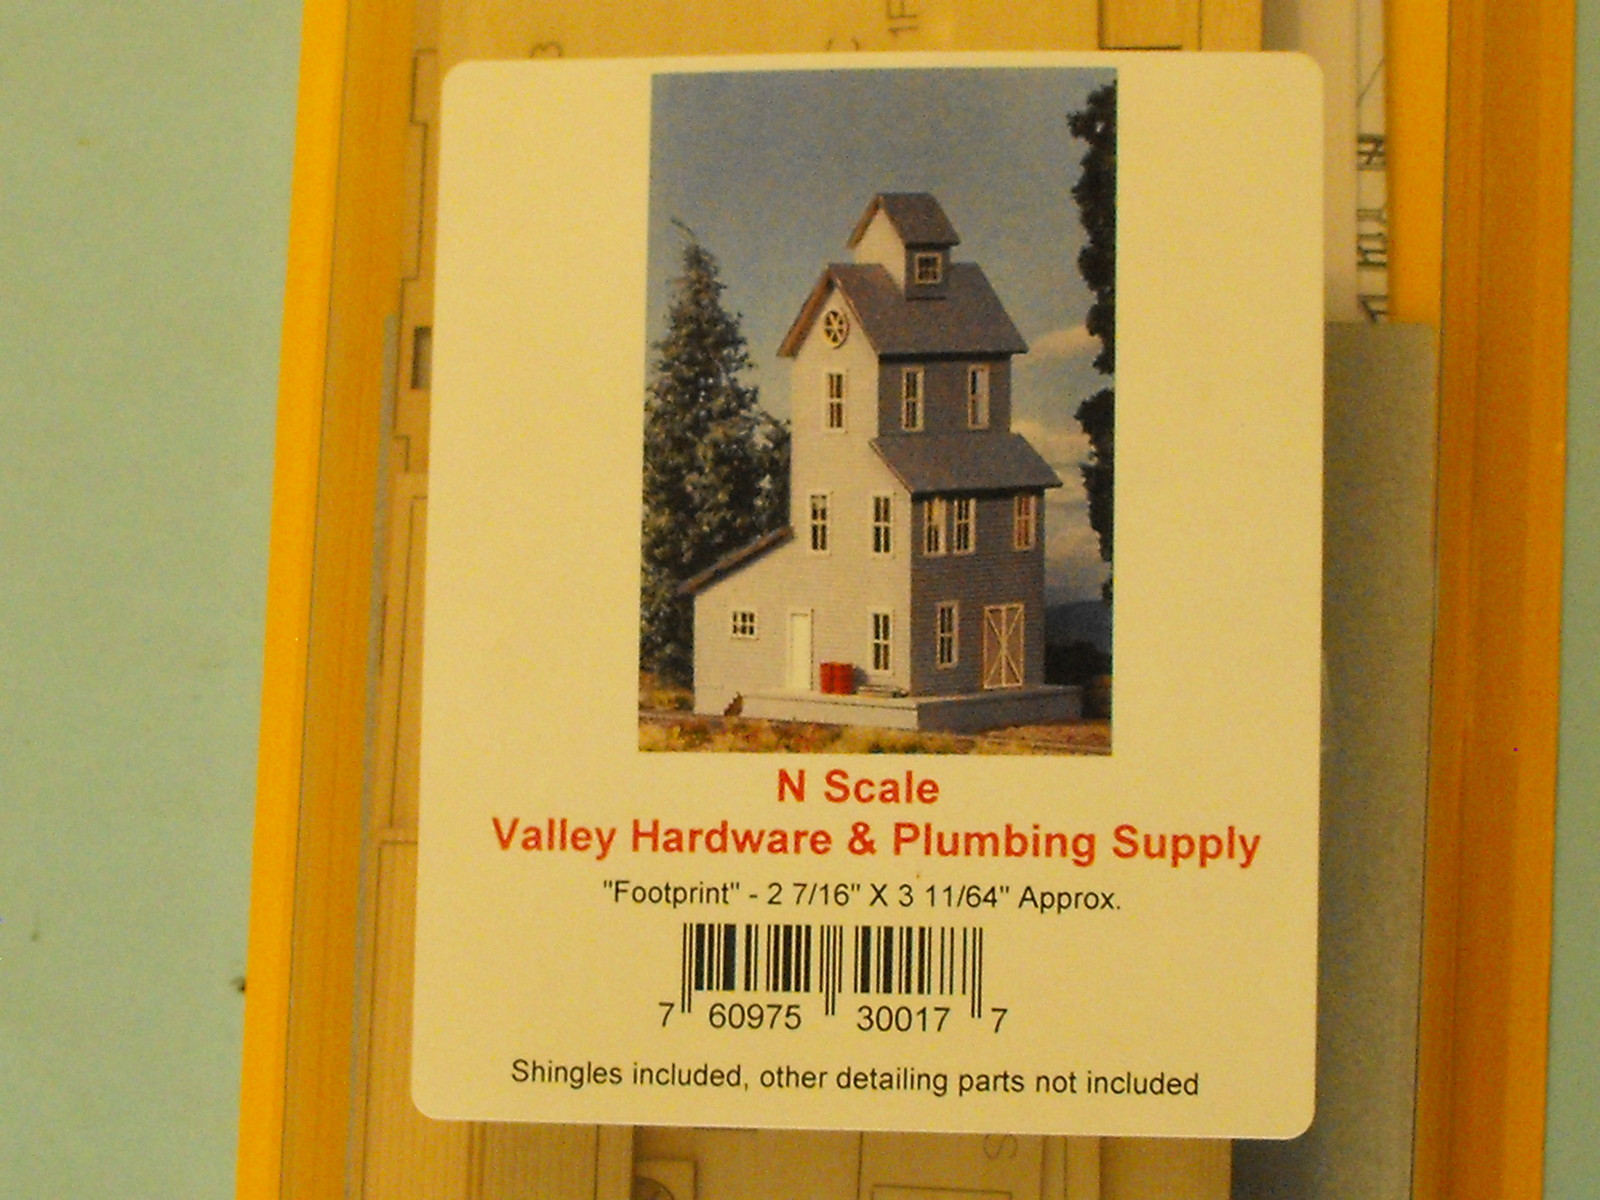 N Scale
Valley Hardware & Plumbing Supply
"Footprint" - 2 7/16" X 3 11/64" Approx.
7 60975 30017 7
Shingles included, other detailing parts not included